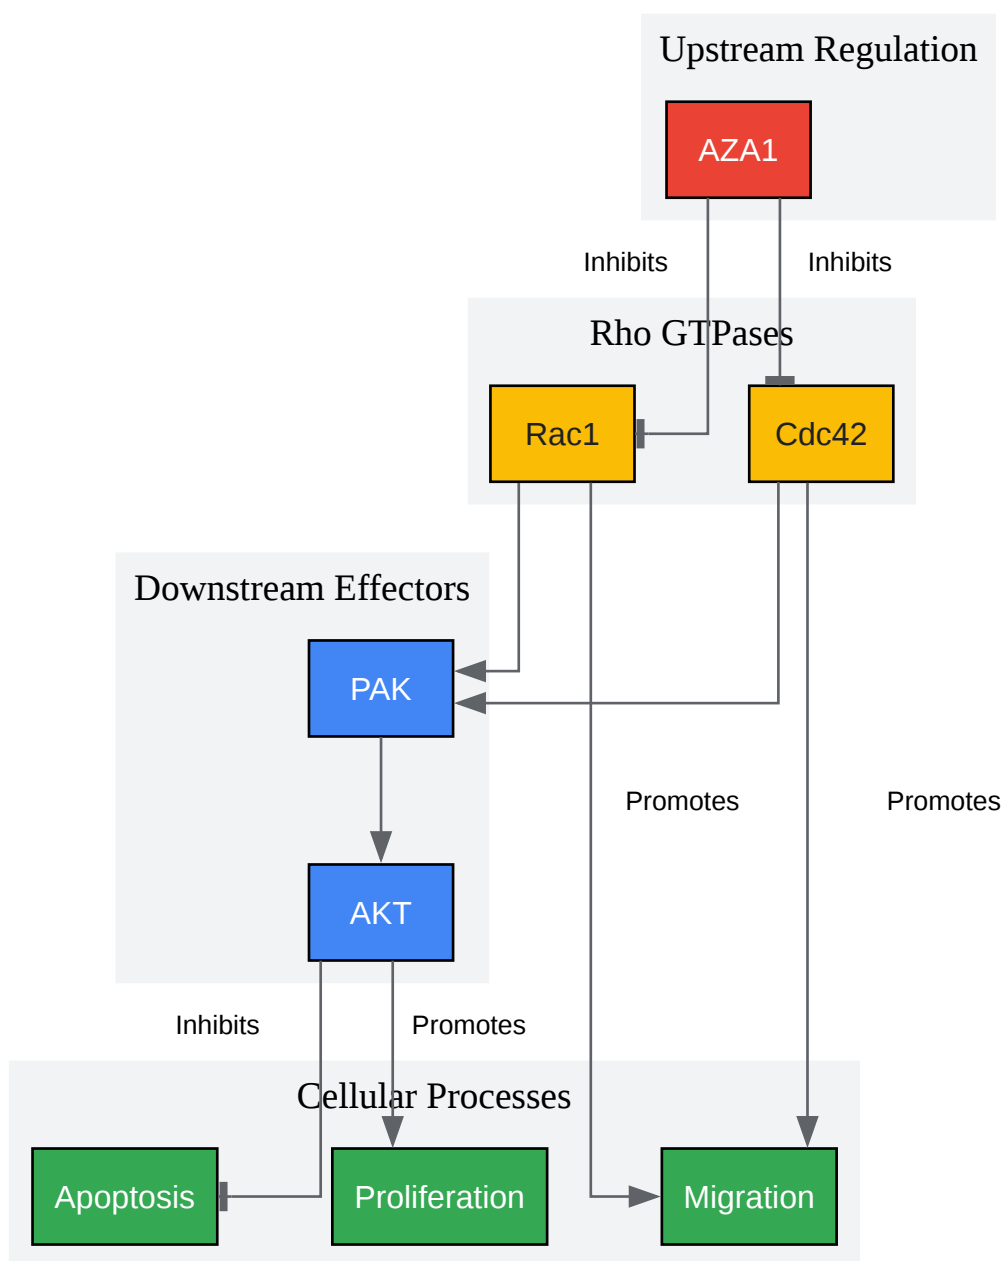 Upstream Regulation
AZA1
Inhibits
Inhibits
Rho GTPases
Rac1
Cdc42
Downstream Effectors
PAK
Promotes
Promotes
AKT
Inhibits
Promotes
Cellular Processes
Apoptosis
Proliferation
Migration